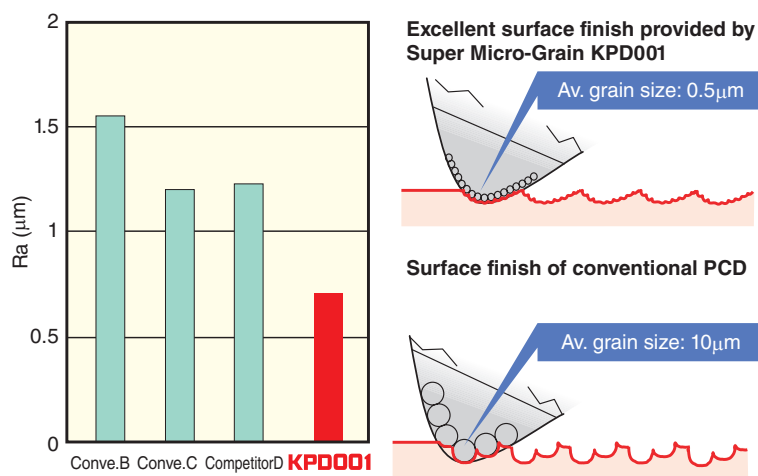 2
1.5
1
0.5
0
Ra (μm)
Conve.B
Conve.C
CompetitorD
KPD001
Excellent surface finish provided by
Super Micro-Grain KPD001
Av. grain size: 0.5μm
Surface finish of conventional PCD
Av. grain size: 10μm